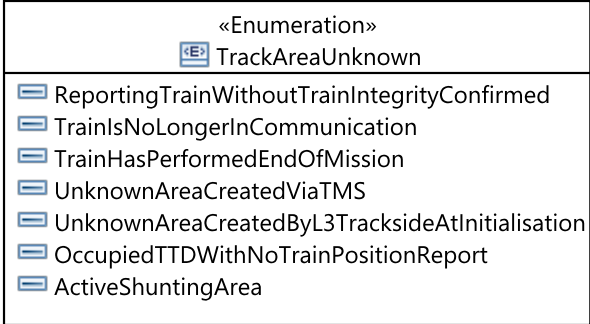 «Enumeration»
<E> TrackAreaUnknown
ReportingTrainWithoutTrainIntegrityConfirmed
TrainIsNoLongerInCommunication
TrainHasPerformedEndOfMission
UnknownAreaCreatedViaTMS
UnknownAreaCreatedByL3TracksideAtInitialisation
OccupiedTTDWithNoTrainPositionReport
ActiveShuntingArea